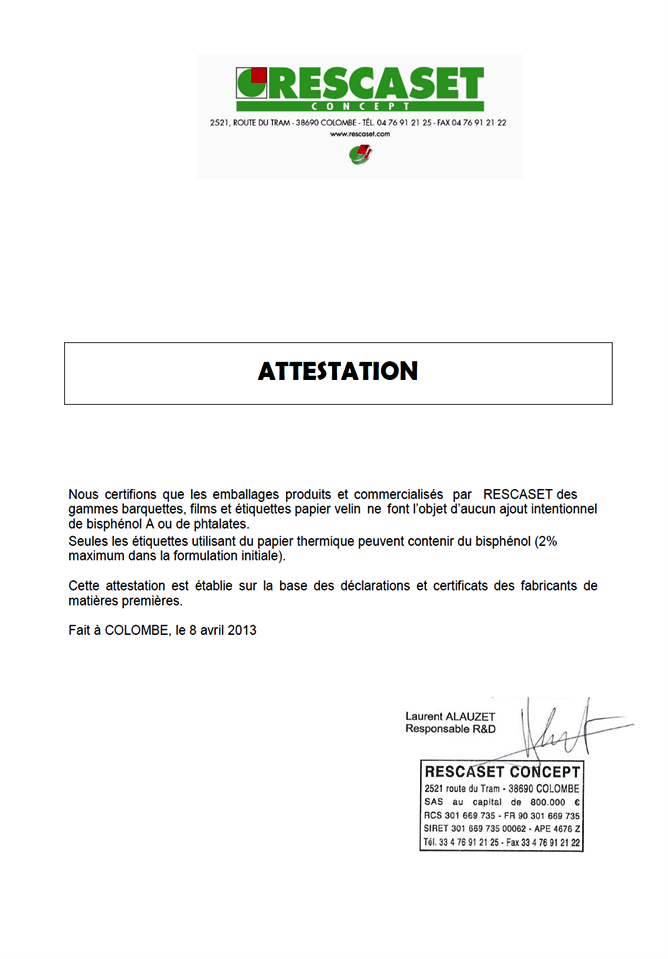 RESCASET
CONCEPT
2521, ROUTE DU TRAM - 38690 COLOMBE - TÉL. 04 76 91 21 25 - FAX 04 76 91 21 22
www.rescaset.com
ATTESTATION
Nous certifions que les emballages produits et commercialisés par RESCASET des
gammes barquettes, films et étiquettes papier velin ne font l'objet d'aucun ajout intentionnel
de bisphénol A ou de phtalates.
Seules les étiquettes utilisant du papier thermique peuvent contenir du bisphénol (2%
maximum dans la formulation initiale).
Cette attestation est établie sur la base des déclarations et certificats des fabricants de
matières premières.
Fait à COLOMBE, le 8 avril 2013
Laurent ALAUZET
Responsable R&D
RESCASET CONCEPT
2521 route du Tram - 38690 COLOMBE
SAS au capital de 800.000 €
RCS 301 669 735 - FR 90 301 669 735
SIRET 301 669 735 00062 - APE 4676 Z
Tél. 33 4 76 91 21 25 - Fax 33 4 76 91 21 22